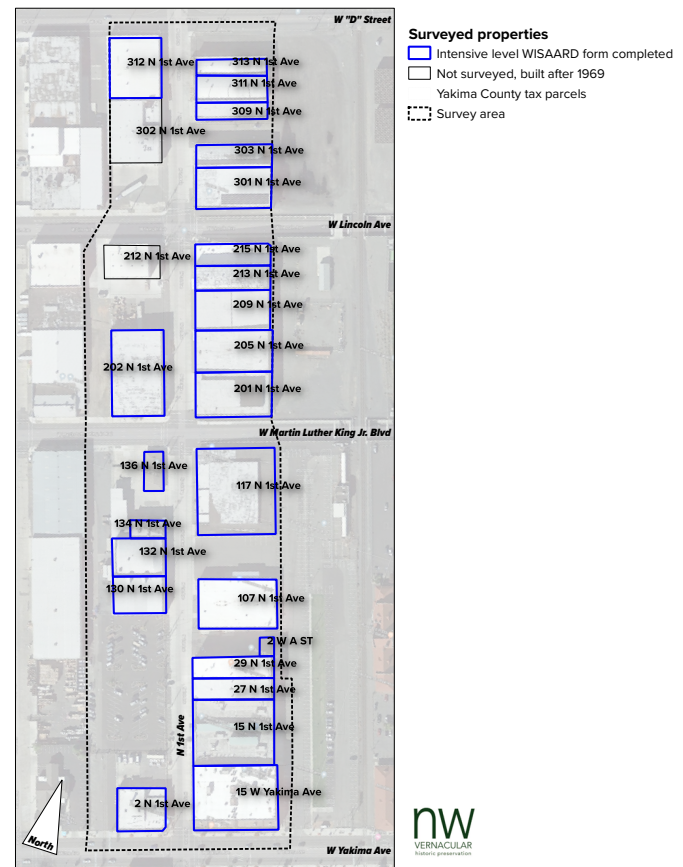 W "D" Street
312 N 1st Ave
313 N 1st Ave
311 N 1st Ave
309 N 1st Ave
302 N 1st Ave
303 N 1st Ave
301 N 1st Ave
W Lincoln Ave
212 N 1st Ave
215 N 1st Ave
213 N 1st Ave
209 N 1st Ave
205 N 1st Ave
202 N 1st Ave
201 N 1st Ave
W Martin Luther King Jr. Blvd
136 N 1st Ave
117 N 1st Ave
134 N 1st Ave
132 N 1st Ave
130 N 1st Ave
107 N 1st Ave
2 W A ST
29 N 1st Ave
27 N 1st Ave
15 N 1st Ave
N 1st Ave
15 W Yakima Ave
2 N 1st Ave
North
W Yakima Ave
Surveyed properties
Intensive level WISAARD form completed
Not surveyed, built after 1969
Yakima County tax parcels
Survey area
nw
VERNACULAR
historic preservation